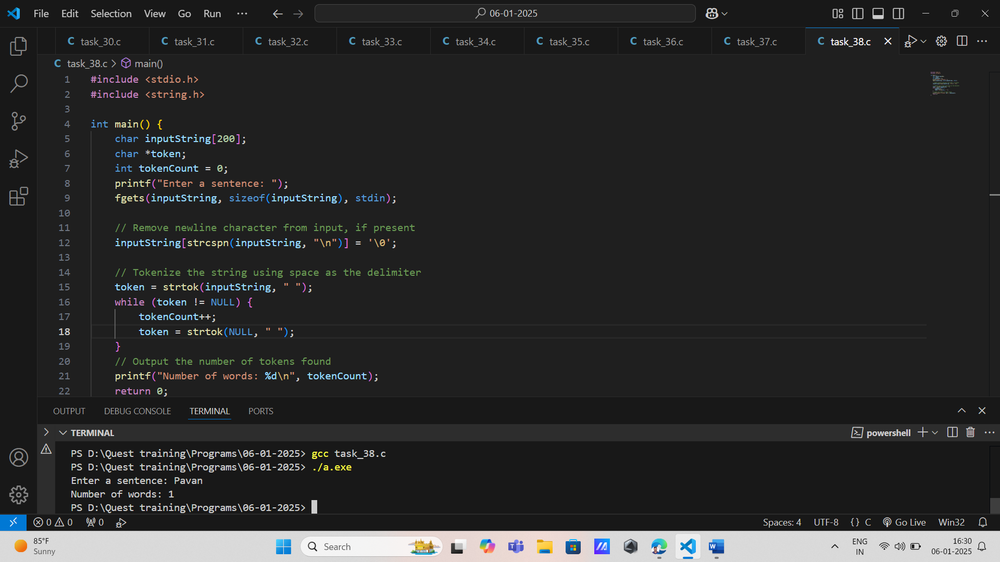 File Edit Selection View Go Run ··· 06-01-2025
task_30.c task_31.c task_32.c task_33.c task_34.c task_35.c task_36.c task_37.c task_38.c
task_38.c > main()
1 #include <stdio.h>
2 #include <string.h>
3
4 int main() {
5 char inputString[200];
6 char *token;
7 int tokenCount = 0;
8 printf("Enter a sentence: ");
9 fgets(inputString, sizeof(inputString), stdin);
10
11 // Remove newline character from input, if present
12 inputString[strcspn(inputString, "\n")] = '\0';
13
14 // Tokenize the string using space as the delimiter
15 token = strtok(inputString, " ");
16 while (token != NULL) {
17 tokenCount++;
18 token = strtok(NULL, " ");
19 }
20 // Output the number of tokens found
21 printf("Number of words: %d\n", tokenCount);
22 return 0;
OUTPUT DEBUG CONSOLE TERMINAL PORTS
TERMINAL powershell
PS D:\Quest training\Programs\06-01-2025> gcc task_38.c
PS D:\Quest training\Programs\06-01-2025> ./a.exe
Enter a sentence: Pavan
Number of words: 1
PS D:\Quest training\Programs\06-01-2025>
0 0 0 Spaces: 4 UTF-8 {} C Go Live Win32
85°F
Sunny
Search
ENG
IN
16:30
06-01-2025